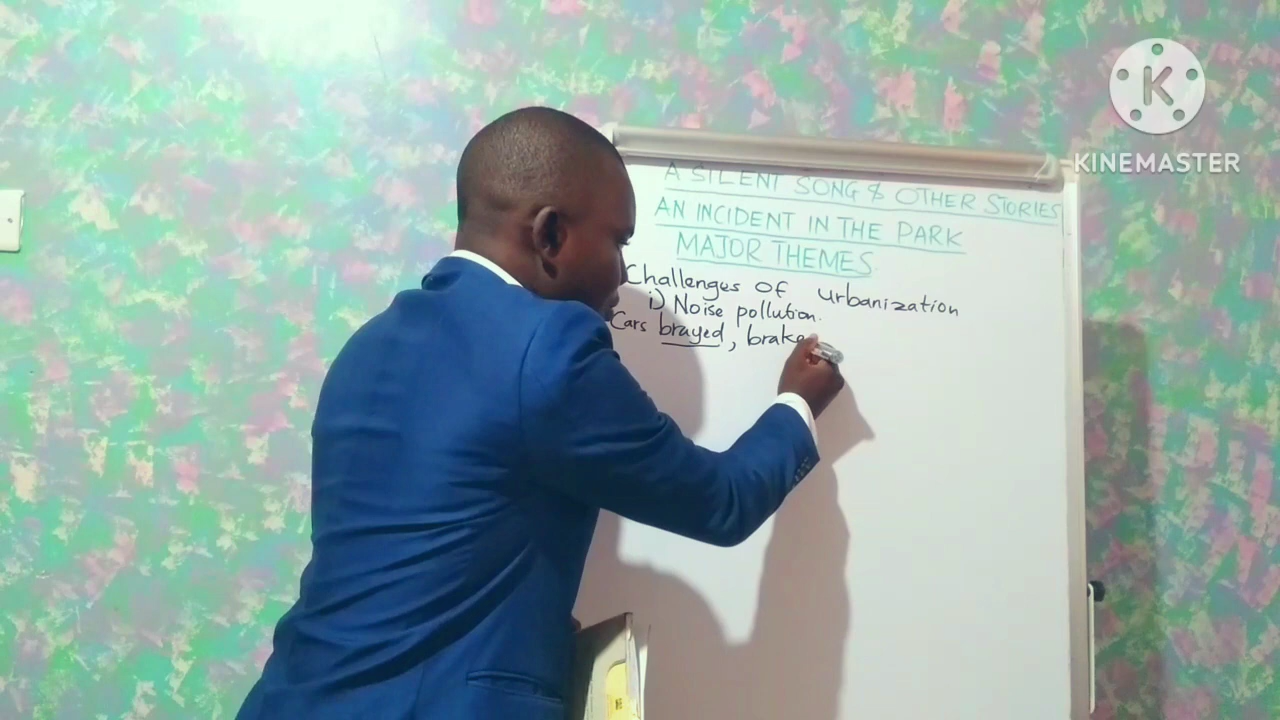 A SILENT SONG & OTHER STORIES
AN INCIDENT IN THE PARK
MAJOR THEMES
Challenges of urbanization
i) Noise pollution.
Cars brayed, brake
K
KINEMASTER